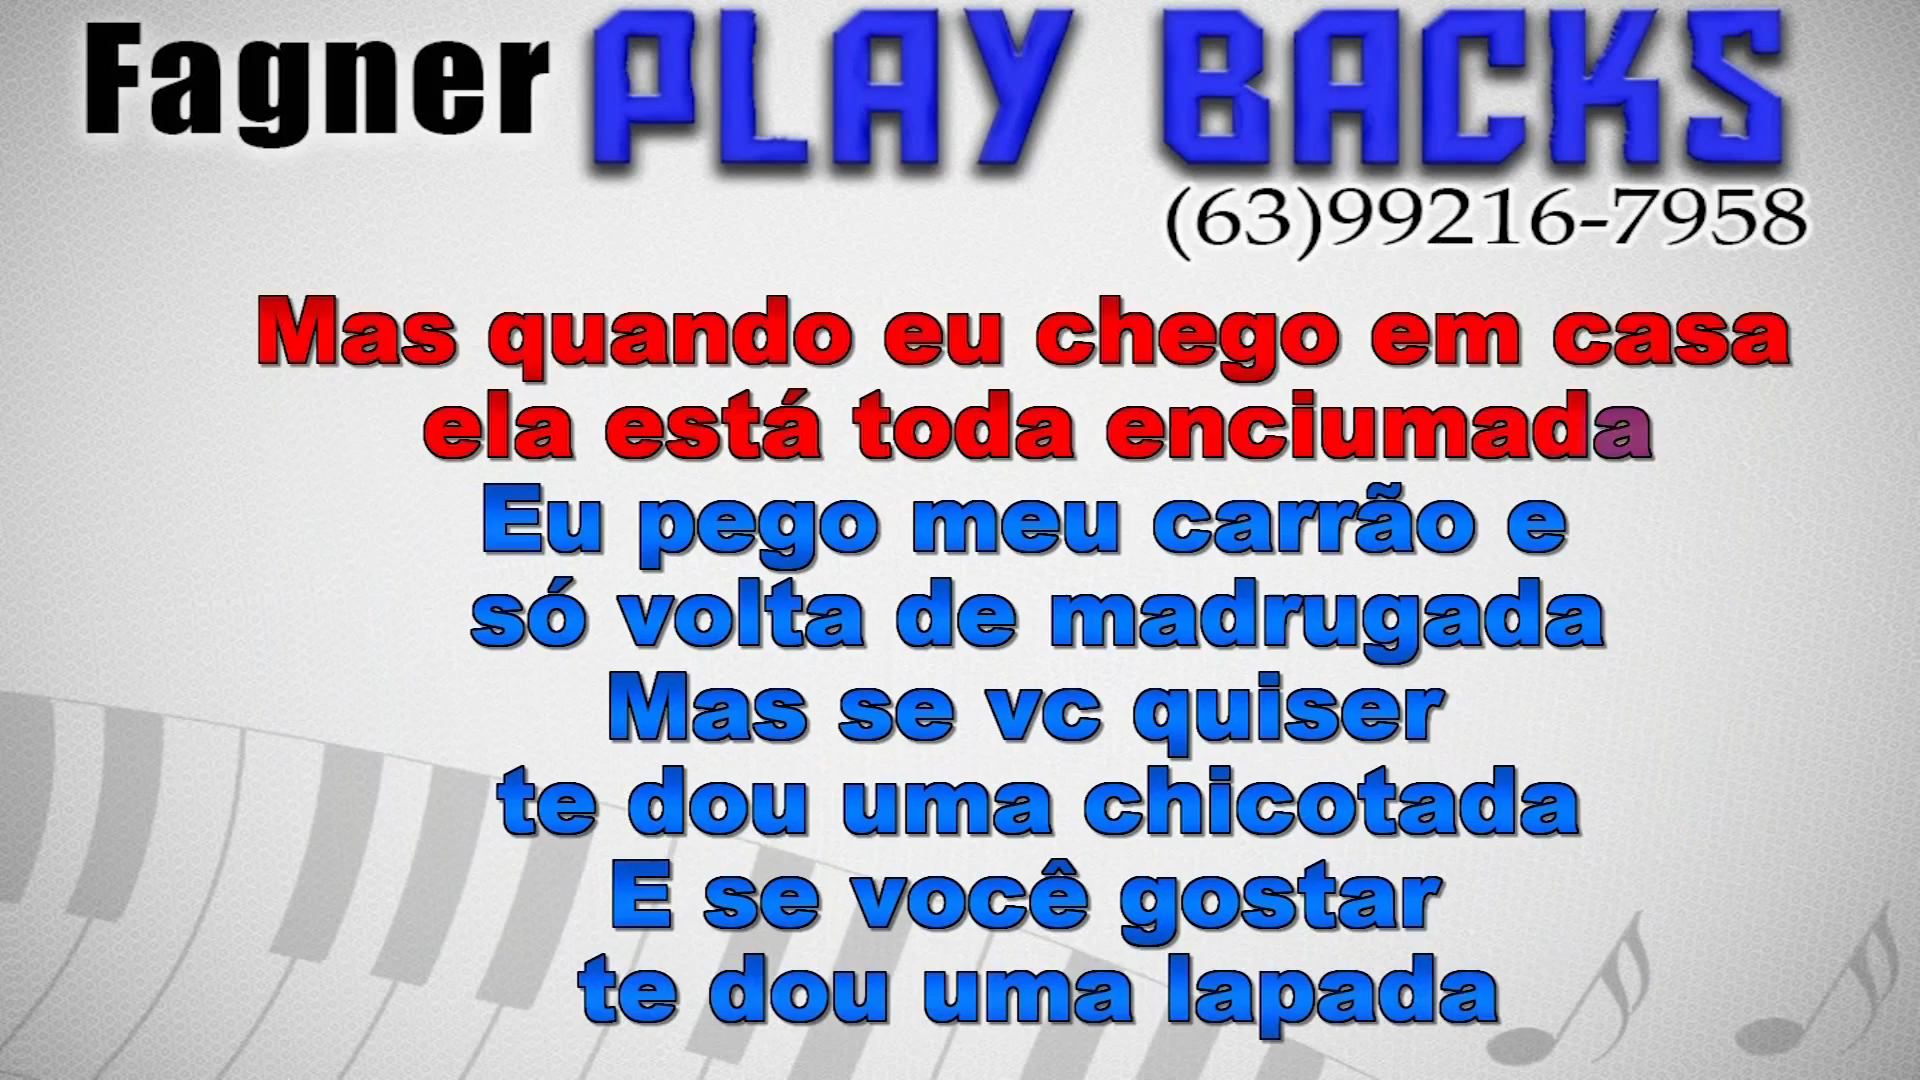 Fagner PLAY BACKS
(63)99216-7958
Mas quando eu chego em casa
ela está toda enciumada
Eu pego meu carrão e
só volta de madrugada
Mas se vc quiser
te dou uma chicotada
E se você gostar
te dou uma lapada